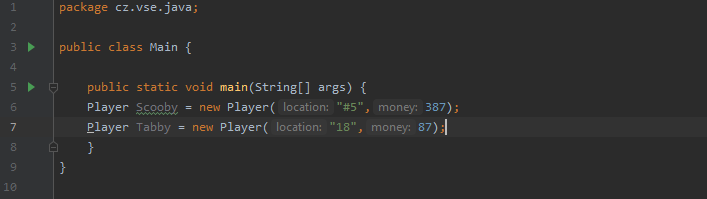 1 package cz.vse.java;
2
3 public class Main {
4
5 public static void main(String[] args) {
6 Player Scooby = new Player( location: "#5", money: 387);
7 Player Tabby = new Player( location: "18", money: 87);
8 }
9 }
10